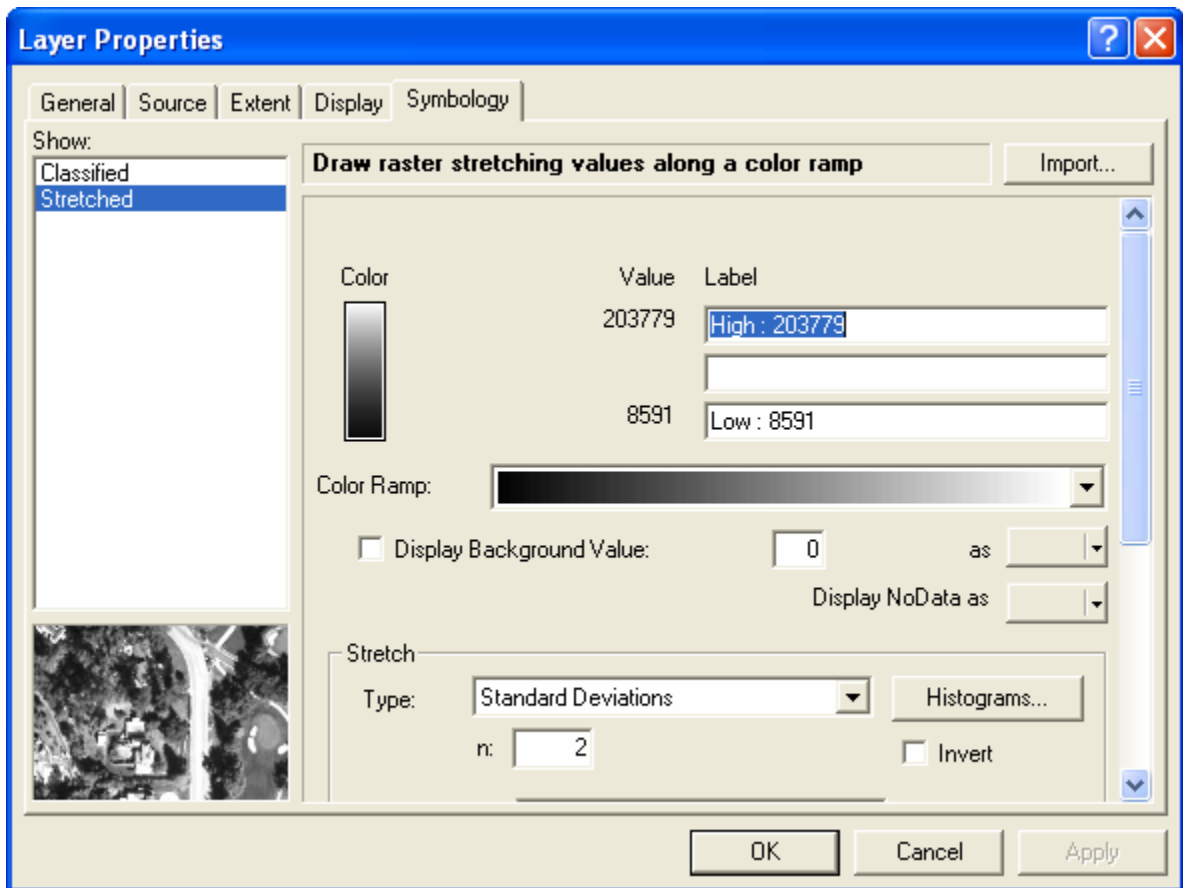 Layer Properties
General Source Extent Display Symbology
Show:
Classified
Stretched
Draw raster stretching values along a color ramp
Import...
Color Value Label
203779 High : 203779
8591 Low : 8591
Color Ramp:
Display Background Value: 0 as
Display NoData as
Stretch
Type: Standard Deviations Histograms...
n: 2 Invert
OK Cancel Apply